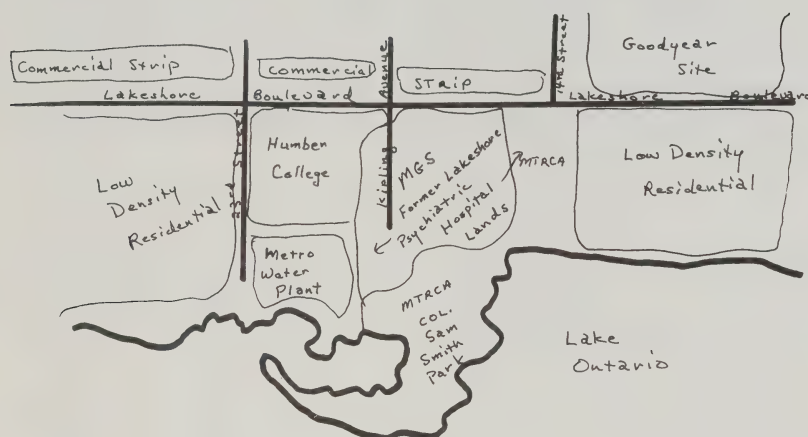 Commercial Strip
Commercial
STrip
Avenue
14th Street
Goodyear
Site
Lakeshore Boulevard Lakeshore Boulevard
23rd Street
Kipling
Low
Density
Residential
Humber
College
MGS
Former Lakeshore
Psychiatric
Hospital
Lands
MTRCA
Low Density
Residential
Metro
Water
Plant
MTRCA
COL.
Sam
Smith
Park
Lake
Ontario